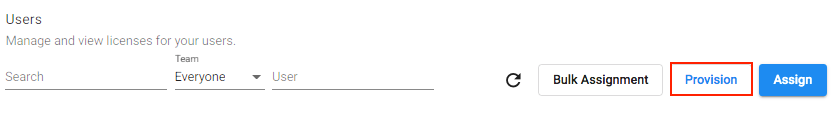 Users
Manage and view licenses for your users.
Team
Search
Everyone
User
Bulk Assignment
Provision
Assign